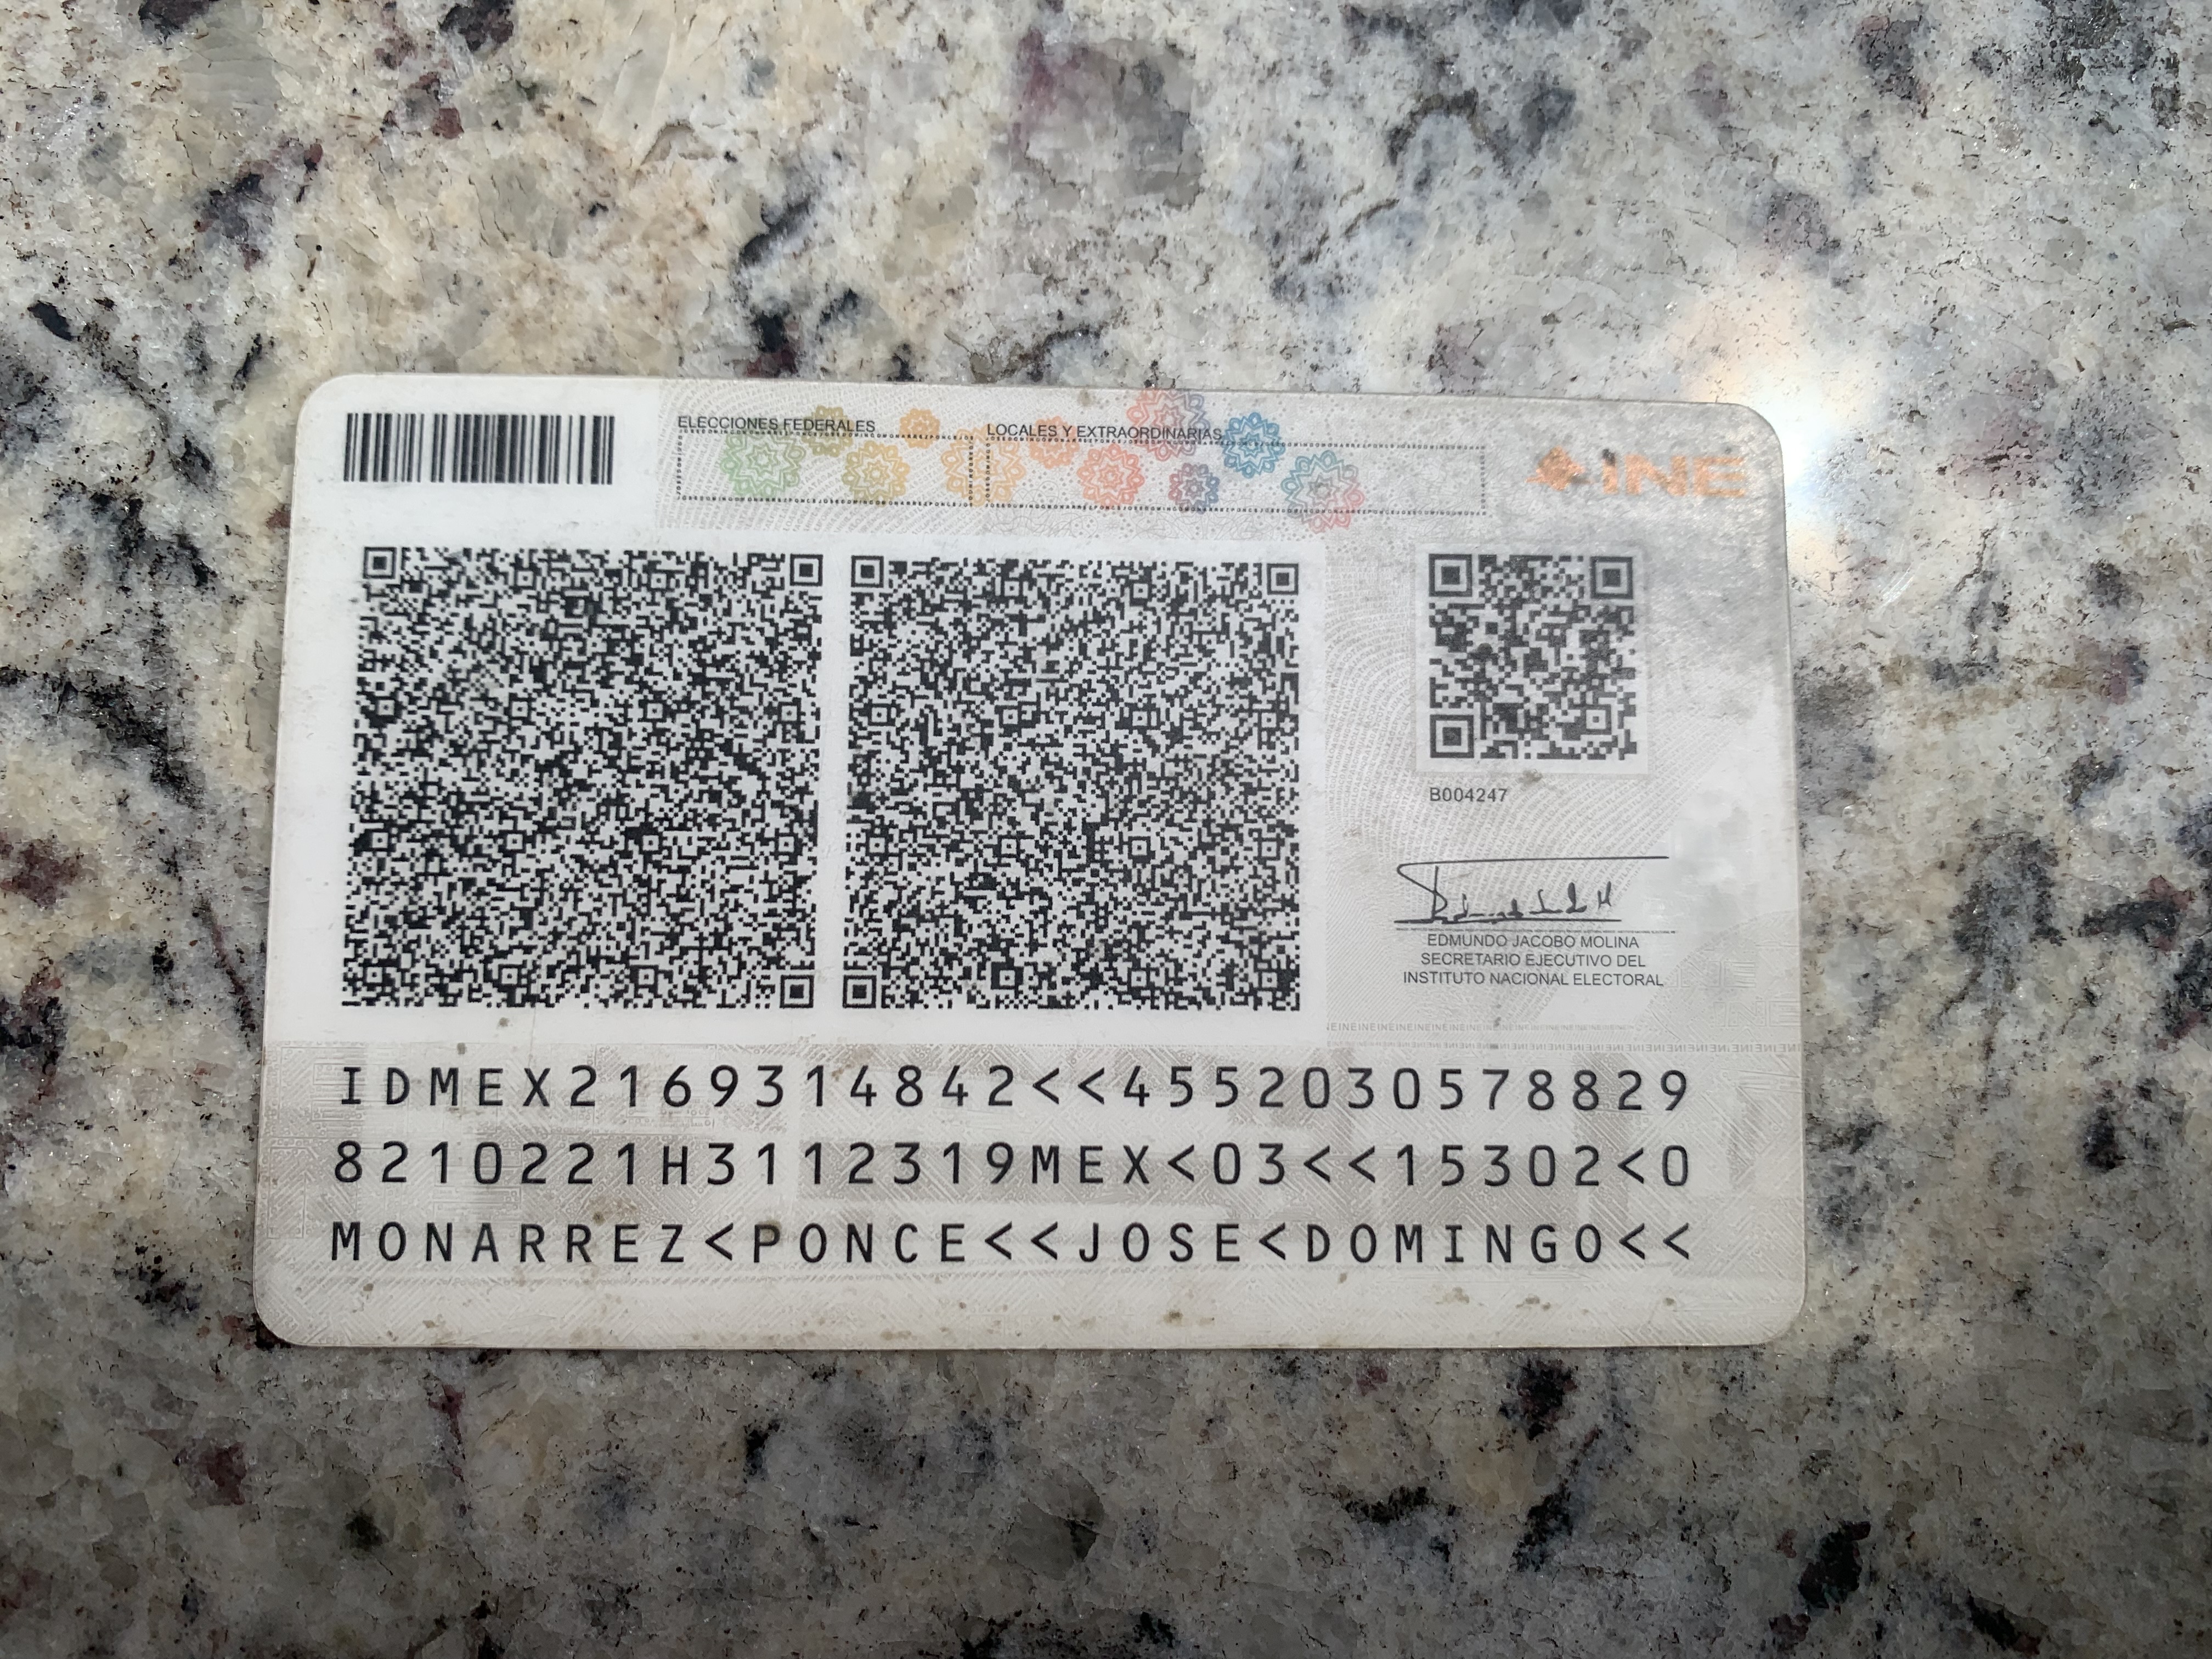 ELECCIONES FEDERALES
LOCALES Y EXTRAORDINARIAS
INE
B004247
EDMUNDO JACOBO MOLINA
SECRETARIO EJECUTIVO DEL
INSTITUTO NACIONAL ELECTORAL
IDMEX2169314842<<4552030578829
8210221H3112319MEX<03<<15302<0
MONARREZ<PONCE<<JOSE<DOMINGO<<